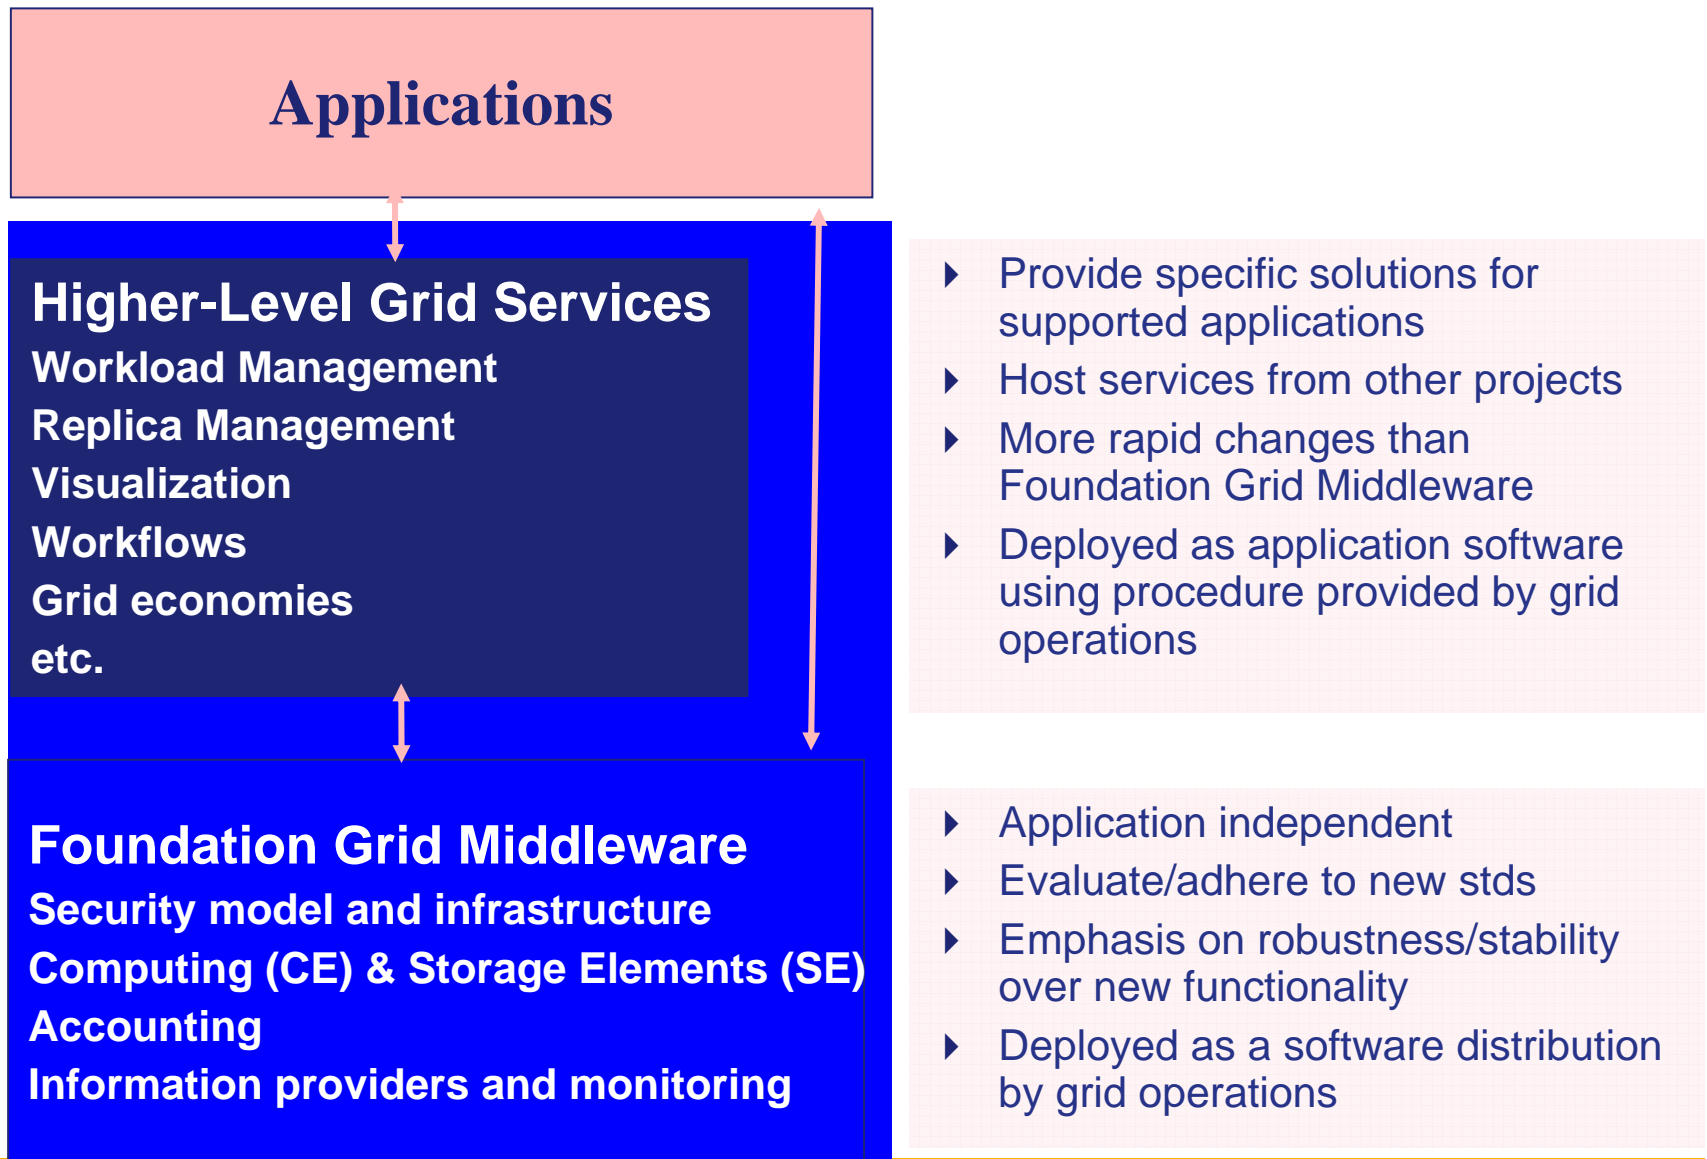 Applications
Higher-Level Grid Services
Workload Management
Replica Management
Visualization
Workflows
Grid economies
etc.
Provide specific solutions for
supported applications
Host services from other projects
More rapid changes than
Foundation Grid Middleware
Deployed as application software
using procedure provided by grid
operations
Foundation Grid Middleware
Security model and infrastructure
Computing (CE) & Storage Elements (SE)
Accounting
Information providers and monitoring
Application independent
Evaluate/adhere to new stds
Emphasis on robustness/stability
over new functionality
Deployed as a software distribution
by grid operations